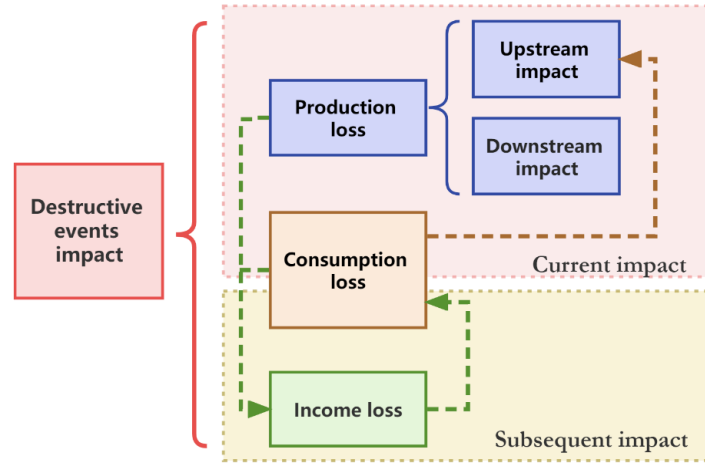 Destructive
events
impact
Production
loss
Upstream
impact
Downstream
impact
Consumption
loss
Current impact
Income loss
Subsequent impact